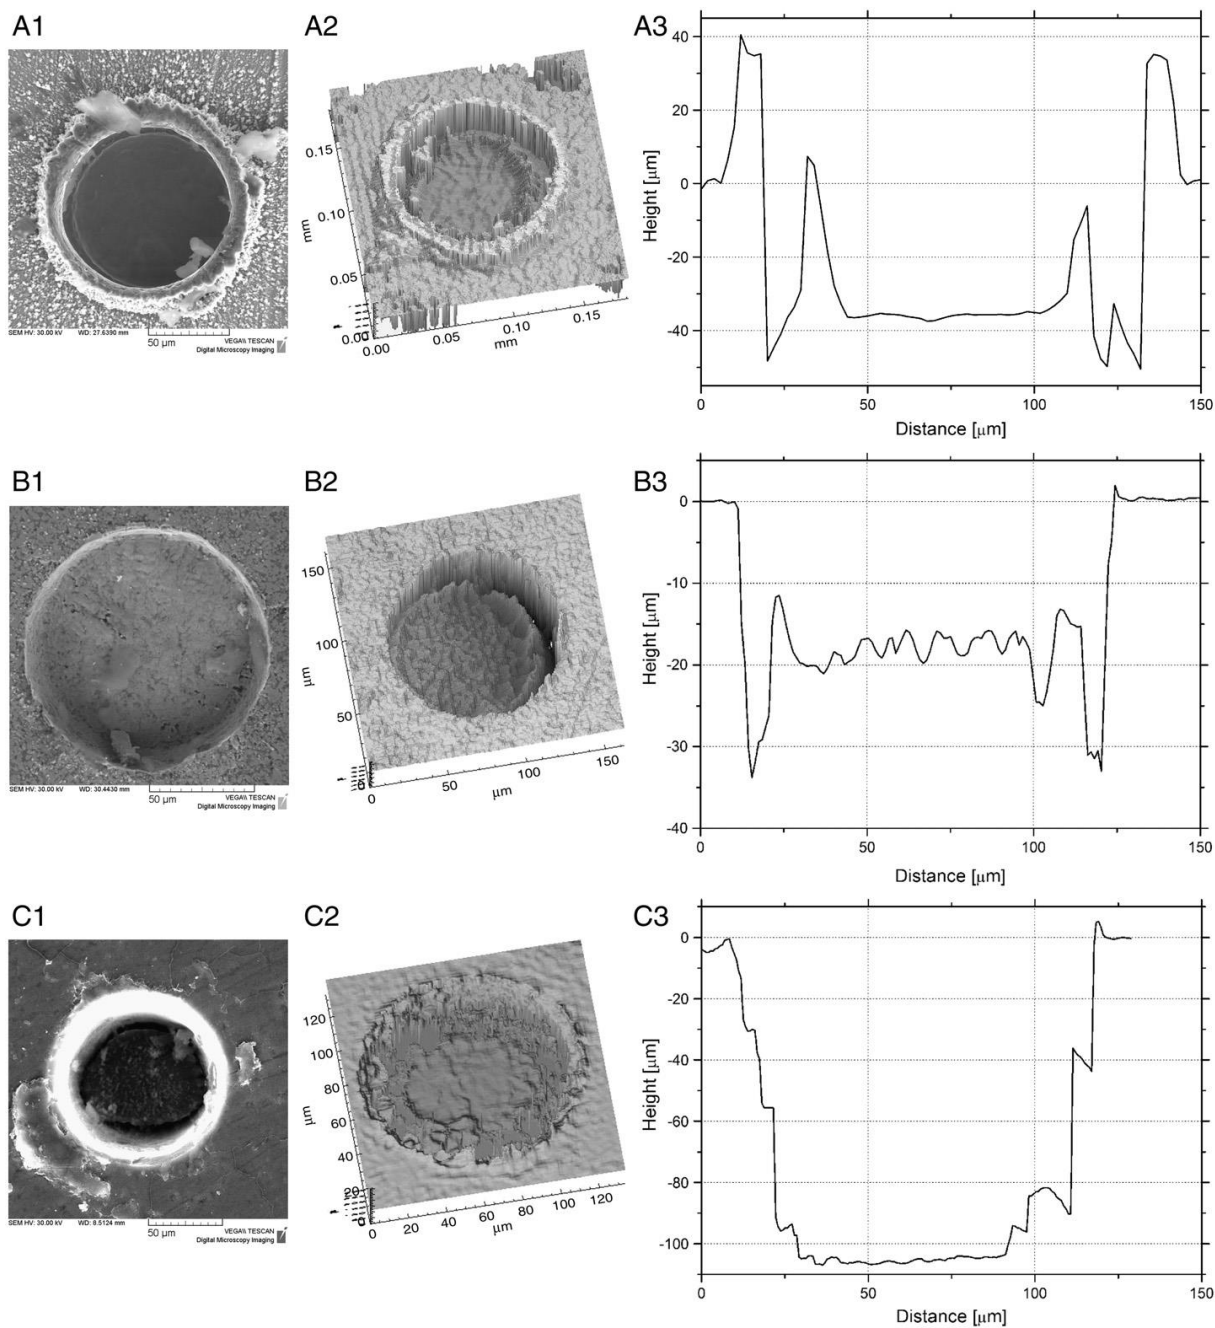 A1
SEM HV: 30.00 kV WD: 27.6390 mm
50 µm
VEGA\\ TESCAN
Digital Microscopy Imaging
A2
0.15
0.10
0.05
0.00
mm
0.00
0.05
0.10
0.15
mm
A3
40
20
0
-20
-40
Height [µm]
0
50
100
150
Distance [µm]
B1
SEM HV: 30.00 kV WD: 30.4430 mm
50 µm
VEGA\\ TESCAN
Digital Microscopy Imaging
B2
150
100
50
0
µm
0
50
100
150
µm
B3
0
-10
-20
-30
-40
Height [µm]
0
50
100
150
Distance [µm]
C1
SEM HV: 30.00 kV WD: 8.5124 mm
50 µm
VEGA\\ TESCAN
Digital Microscopy Imaging
C2
120
100
80
60
40
20
0
µm
0
20
40
60
80
100
120
µm
C3
0
-20
-40
-60
-80
-100
Height [µm]
0
50
100
150
Distance [µm]